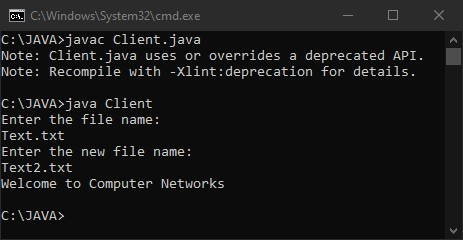 C:\Windows\System32\cmd.exe
C:\JAVA>javac Client.java
Note: Client.java uses or overrides a deprecated API.
Note: Recompile with -Xlint:deprecation for details.
C:\JAVA>java Client
Enter the file name:
Text.txt
Enter the new file name:
Text2.txt
Welcome to Computer Networks
C:\JAVA>